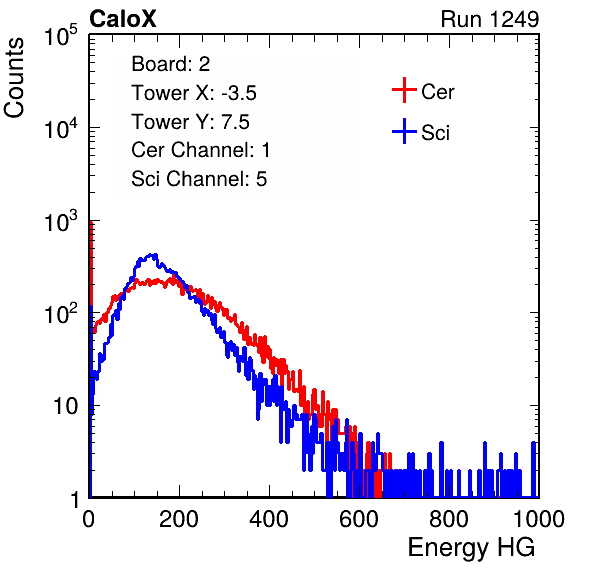 CaloX Run 1249
Counts
Board: 2
Tower X: -3.5
Tower Y: 7.5
Cer Channel: 1
Sci Channel: 5
Cer
Sci
10^5
10^4
10^3
10^2
10
1
0 200 400 600 800 1000
Energy HG